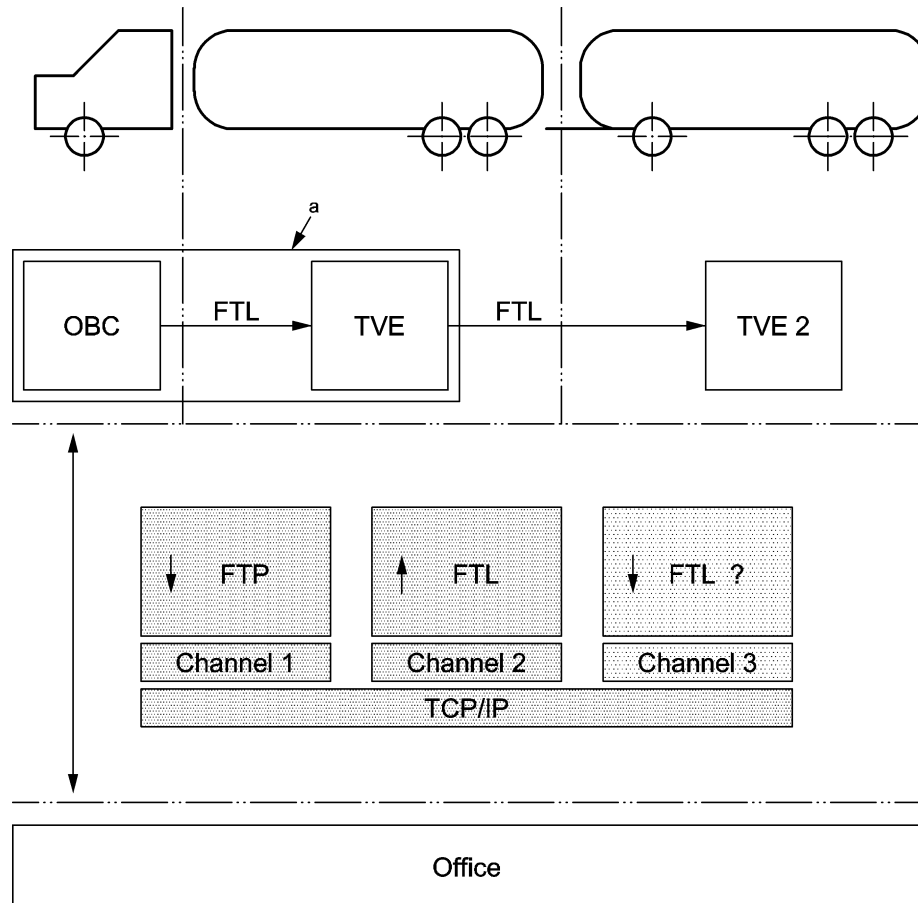 a
OBC
FTL
TVE
FTL
TVE 2
FTP
FTL
FTL ?
Channel 1
Channel 2
Channel 3
TCP/IP
Office